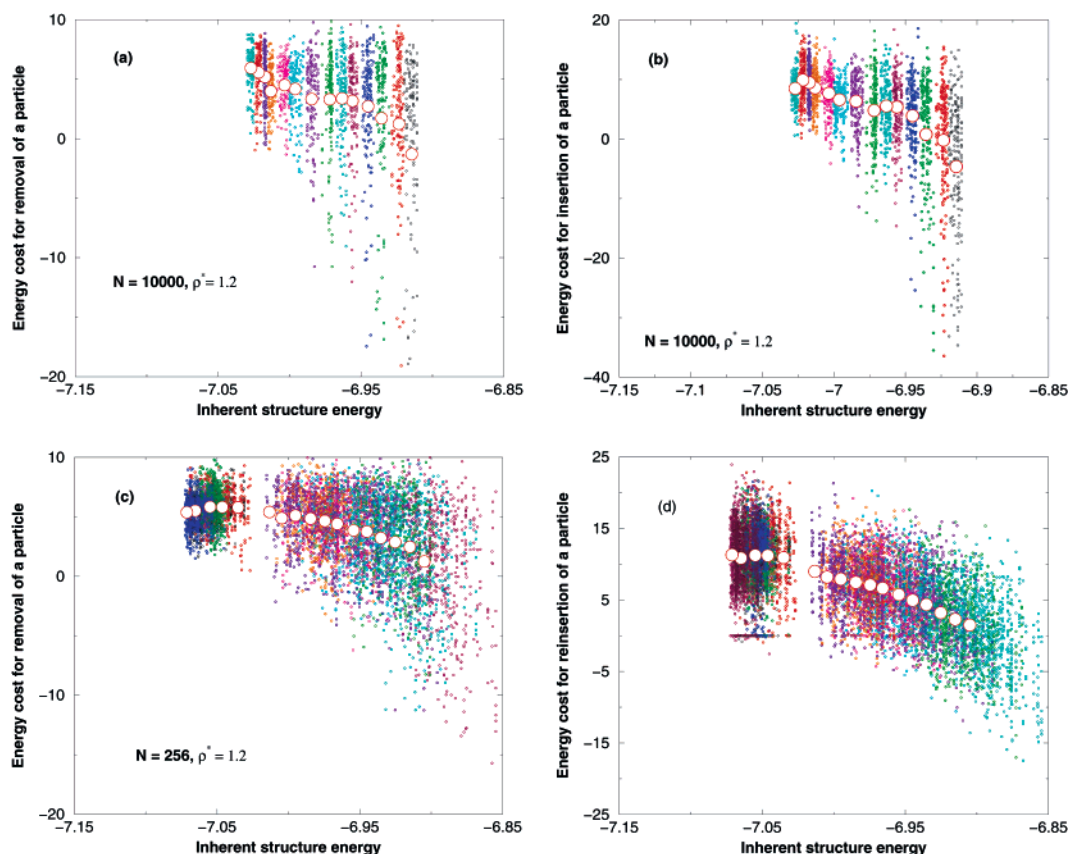 (a)
10
0
−10
−20
Energy cost for removal of a particle
N = 10000, ρ* = 1.2
−7.15
−7.05
−6.95
−6.85
Inherent structure energy
(b)
20
0
−20
−40
Energy cost for insertion of a particle
N = 10000, ρ* = 1.2
−7.15
−7.1
−7.05
−7
−6.95
−6.9
−6.85
Inherent structure energy
(c)
10
0
−10
−20
Energy cost for removal of a particle
N = 256, ρ* = 1.2
−7.15
−7.05
−6.95
−6.85
Inherent structure energy
(d)
25
15
5
−5
−15
−25
Energy cost for reinsertion of a particle
−7.15
−7.05
−6.95
−6.85
Inherent structure energy